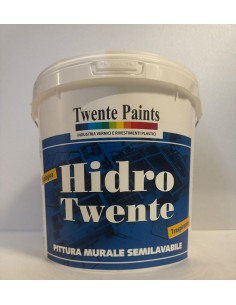 Twente Paints
INDUSTRIA VERNICI E RIVESTIMENTI PLASTICI
Hidro
Twente
PITTURA MURALE SEMILAVABILE